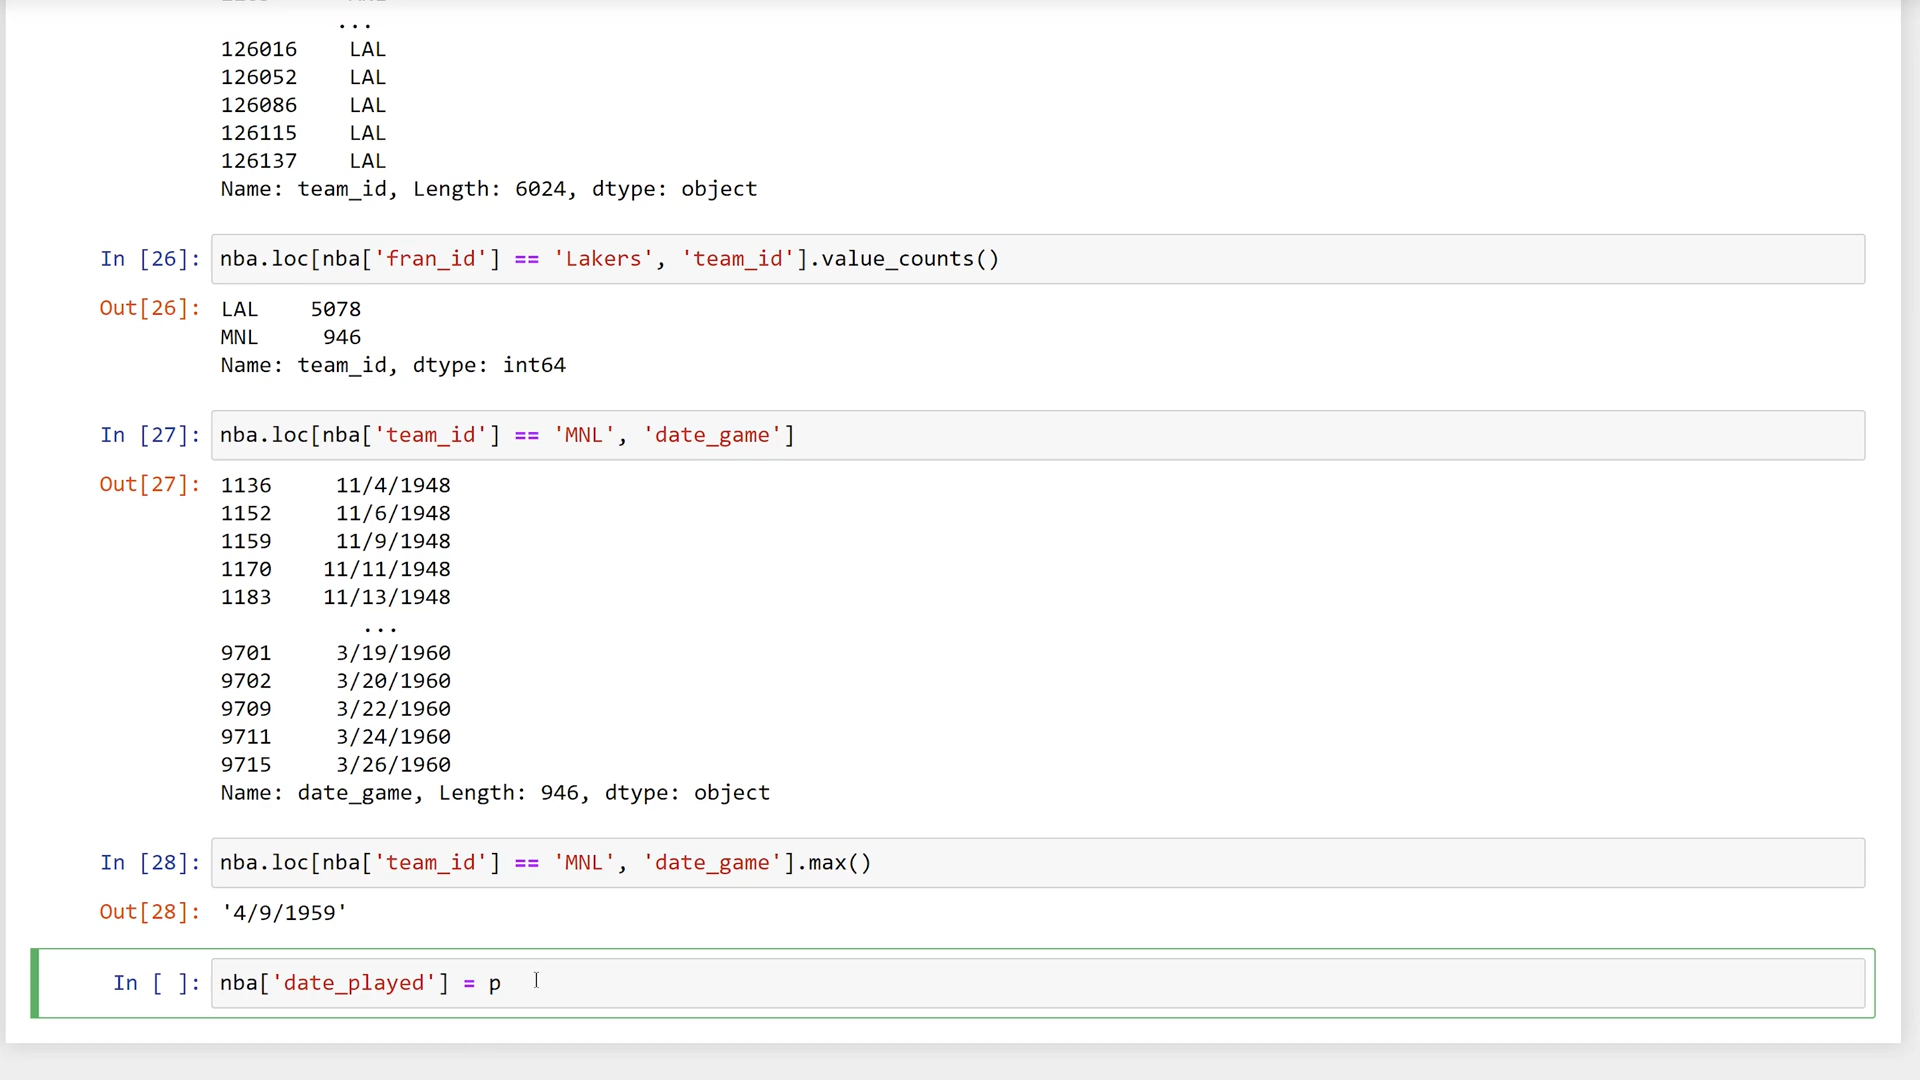 ...
126016    LAL
126052    LAL
126086    LAL
126115    LAL
126137    LAL
Name: team_id, Length: 6024, dtype: object
In [26]: nba.loc[nba['fran_id'] == 'Lakers', 'team_id'].value_counts()
Out[26]: LAL    5078
MNL     946
Name: team_id, dtype: int64
In [27]: nba.loc[nba['team_id'] == 'MNL', 'date_game']
Out[27]: 1136     11/4/1948
1152     11/6/1948
1159     11/9/1948
1170    11/11/1948
1183    11/13/1948
...
9701     3/19/1960
9702     3/20/1960
9709     3/22/1960
9711     3/24/1960
9715     3/26/1960
Name: date_game, Length: 946, dtype: object
In [28]: nba.loc[nba['team_id'] == 'MNL', 'date_game'].max()
Out[28]: '4/9/1959'
In [ ]: nba['date_played'] = p